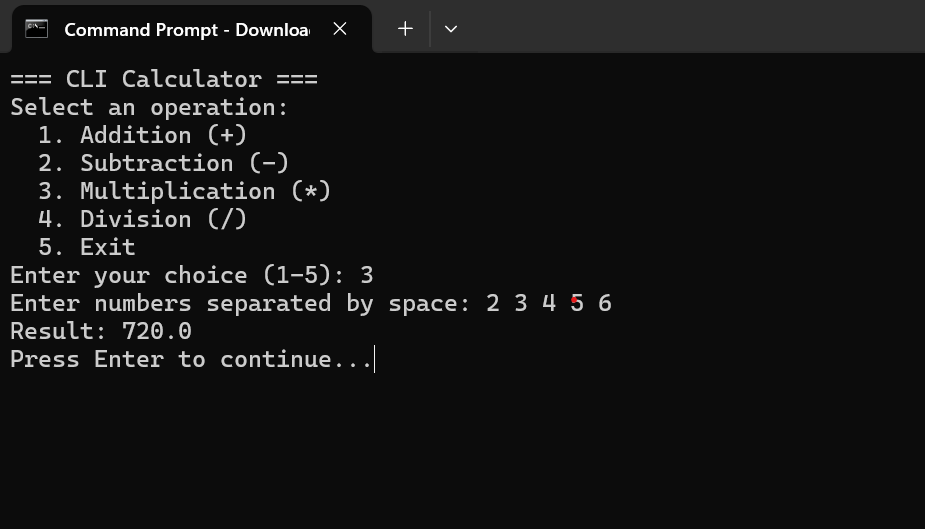 Command Prompt - Downloa
=== CLI Calculator ===
Select an operation:
  1. Addition (+)
  2. Subtraction (-)
  3. Multiplication (*)
  4. Division (/)
  5. Exit
Enter your choice (1-5): 3
Enter numbers separated by space: 2 3 4 5 6
Result: 720.0
Press Enter to continue...